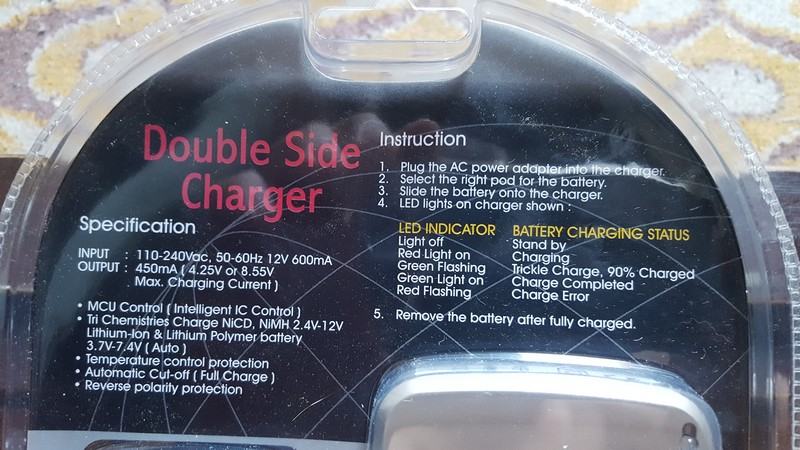 Double Side
Charger
Specification
INPUT : 110-240Vac, 50-60Hz 12V 600mA
OUTPUT : 450mA ( 4.25V or 8.55V
Max. Charging Current )
• MCU Control ( Intelligent IC Control )
• Tri Chemistries Charge NiCD, NiMH 2.4V-12V
Lithium-Ion & Lithium Polymer battery
3.7V-7.4V ( Auto )
• Temperature control protection
• Automatic Cut-off ( Full Charge )
• Reverse polarity protection
Instruction
1. Plug the AC power adapter into the charger.
2. Select the right pod for the battery.
3. Slide the battery onto the charger.
4. LED lights on charger shown :
LED INDICATOR BATTERY CHARGING STATUS
Light off Stand by
Red Light on Charging
Green Flashing Trickle Charge, 90% Charged
Green Light on Charge Completed
Red Flashing Charge Error
5. Remove the battery after fully charged.